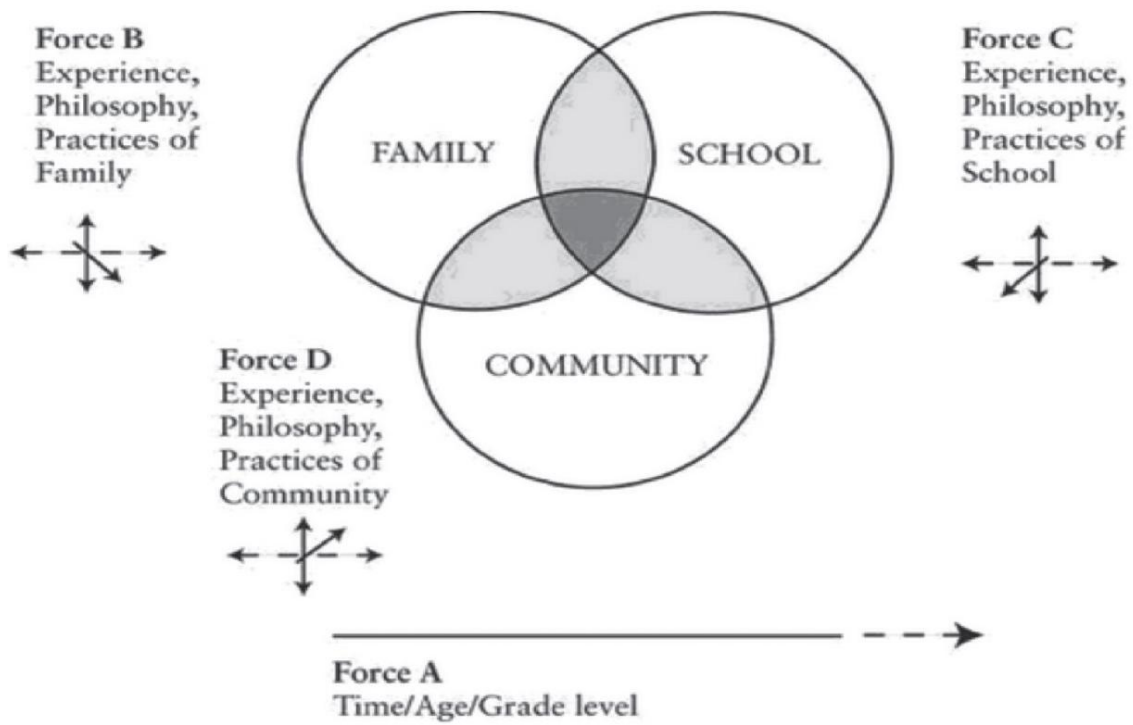 Force B
Experience,
Philosophy,
Practices of
Family
FAMILY
SCHOOL
Force C
Experience,
Philosophy,
Practices of
School
COMMUNITY
Force D
Experience,
Philosophy,
Practices of
Community
Force A
Time/Age/Grade level